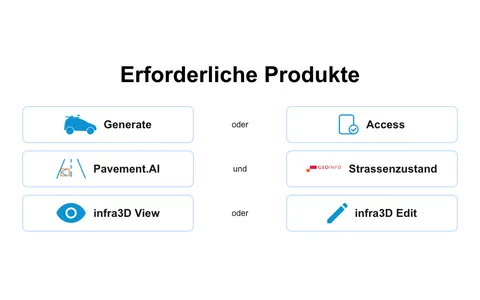 Erforderliche Produkte
Generate oder Access
Pavement.AI und GEOINFO Strassenzustand
infra3D View oder infra3D Edit